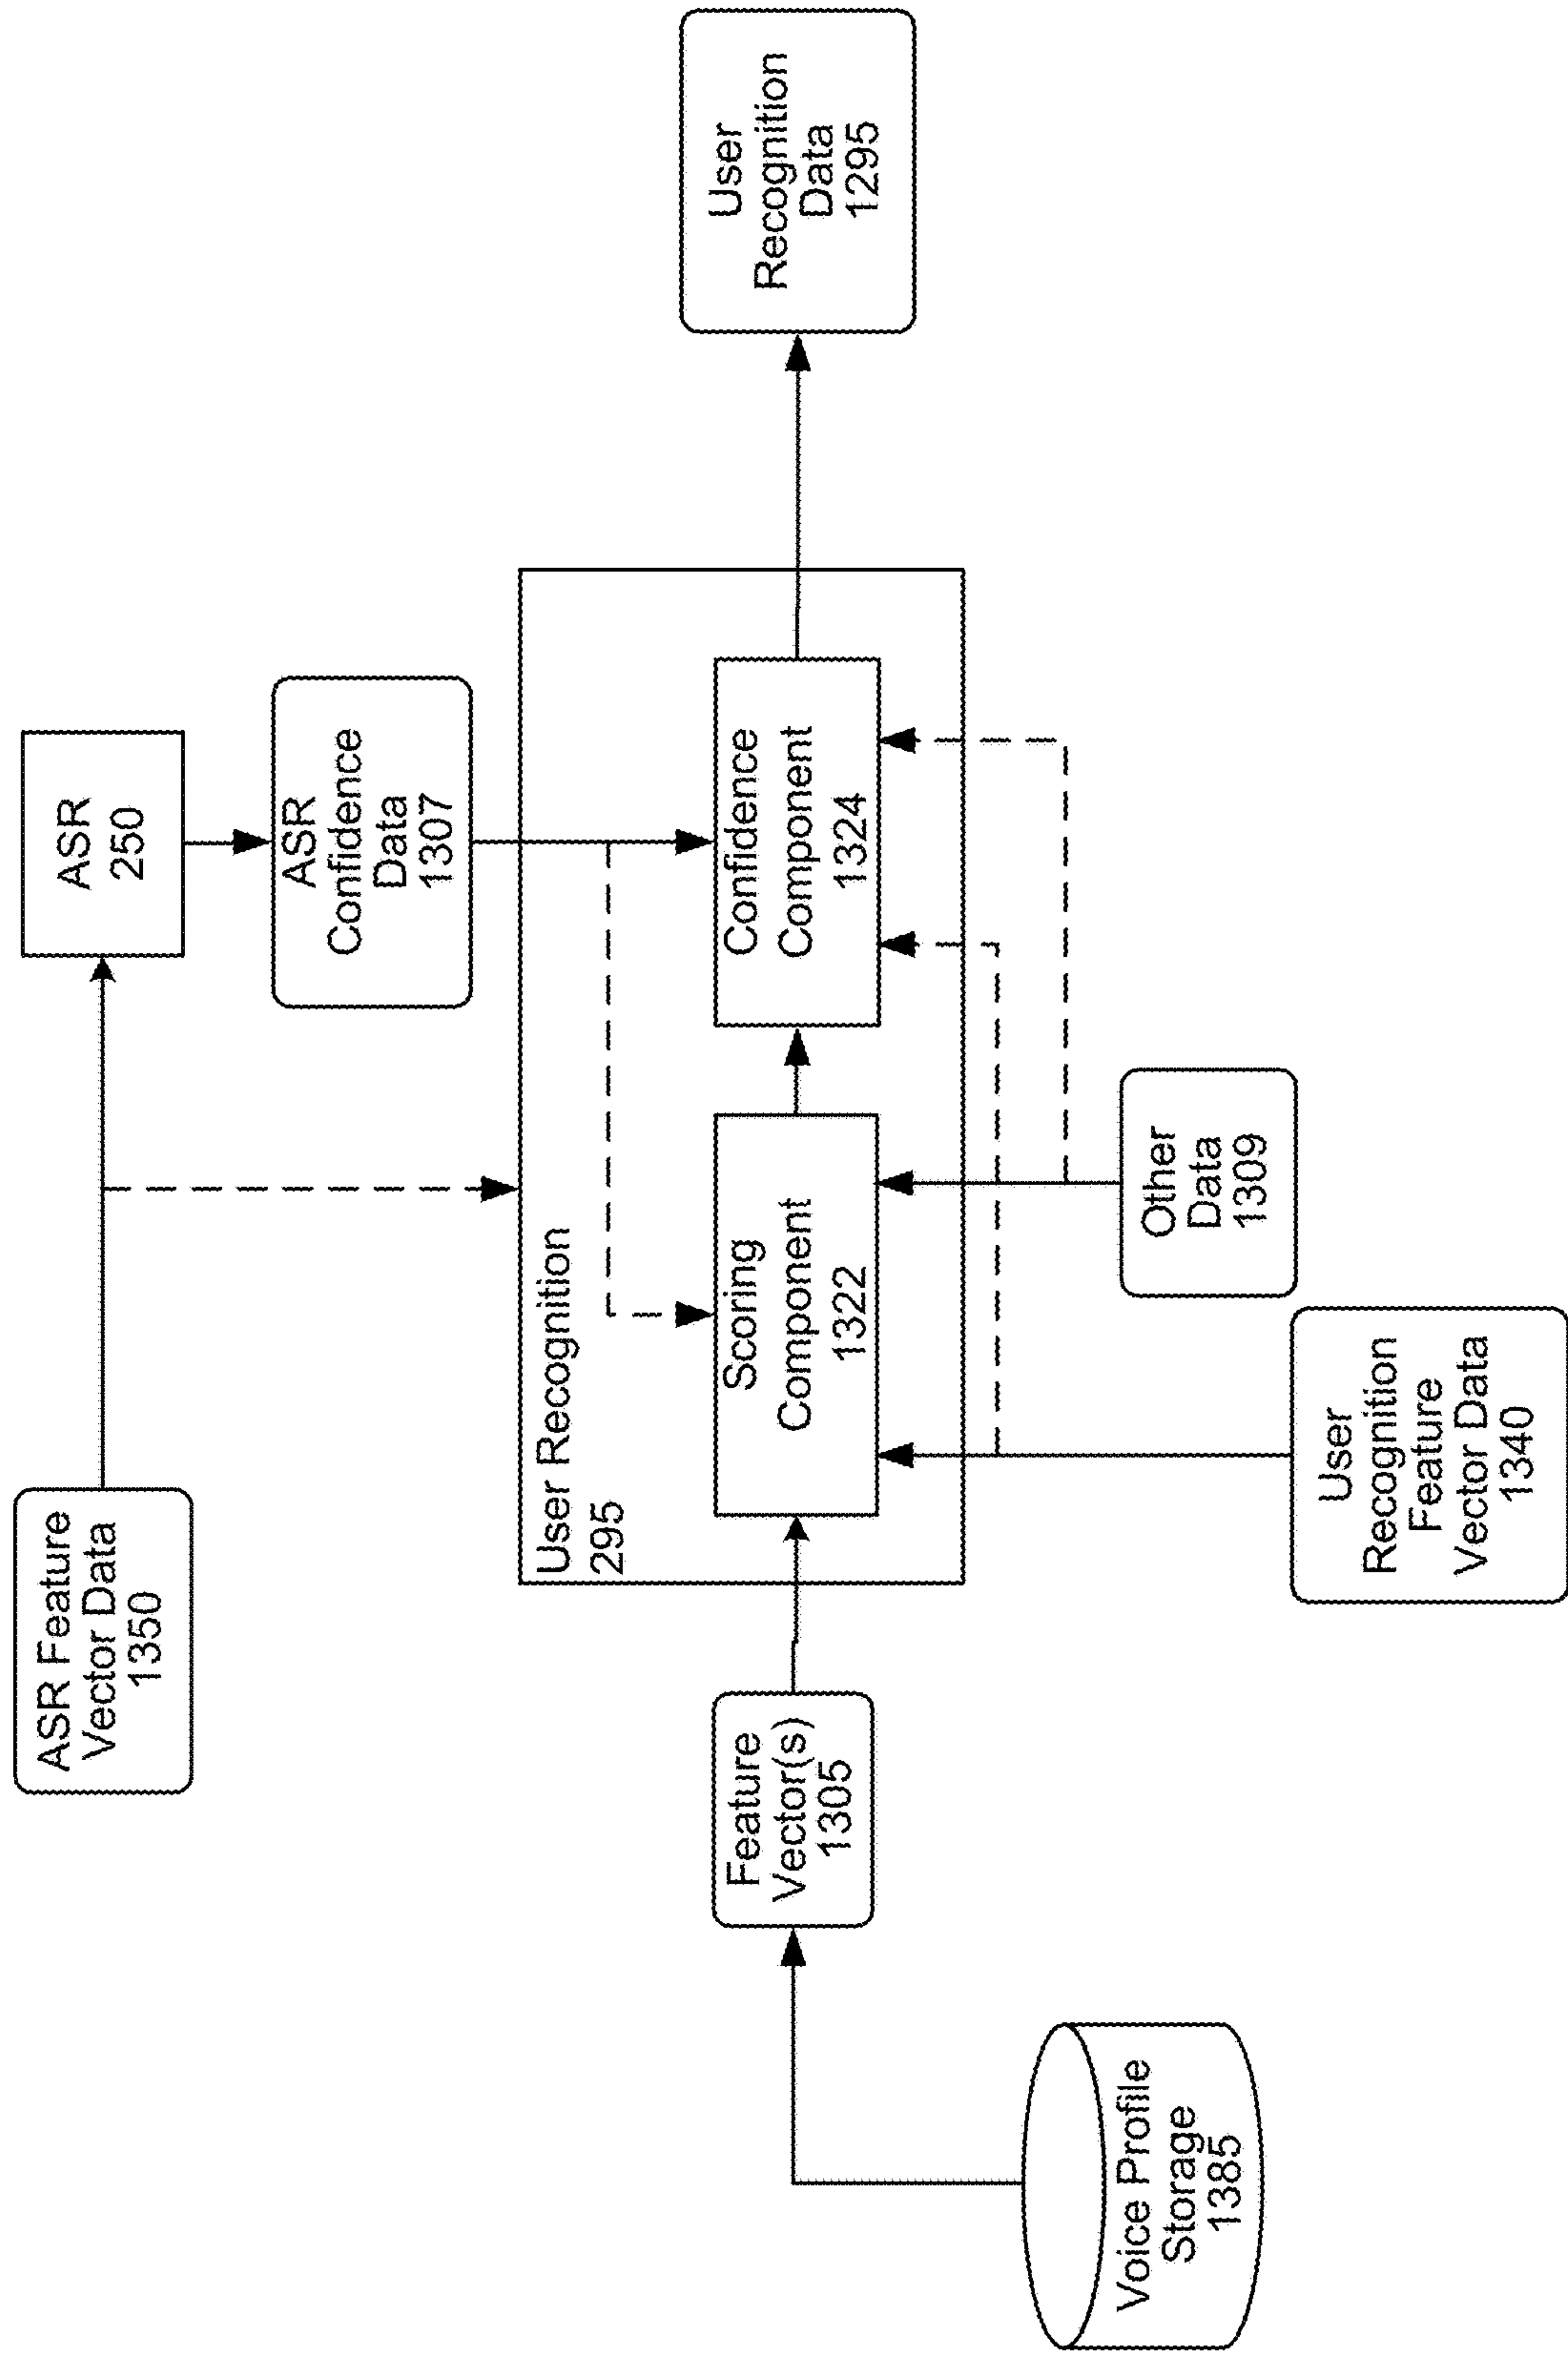 ASR Feature
Vector Data
1350
ASR
250
ASR
Confidence
Data
1307
User Recognition
295
Voice Profile
Storage
1385
Feature
Vector(s)
1305
Scoring
Component
1322
Confidence
Component
1324
User
Recognition
Data
1295
User
Recognition
Feature
Vector Data
1340
Other
Data
1309